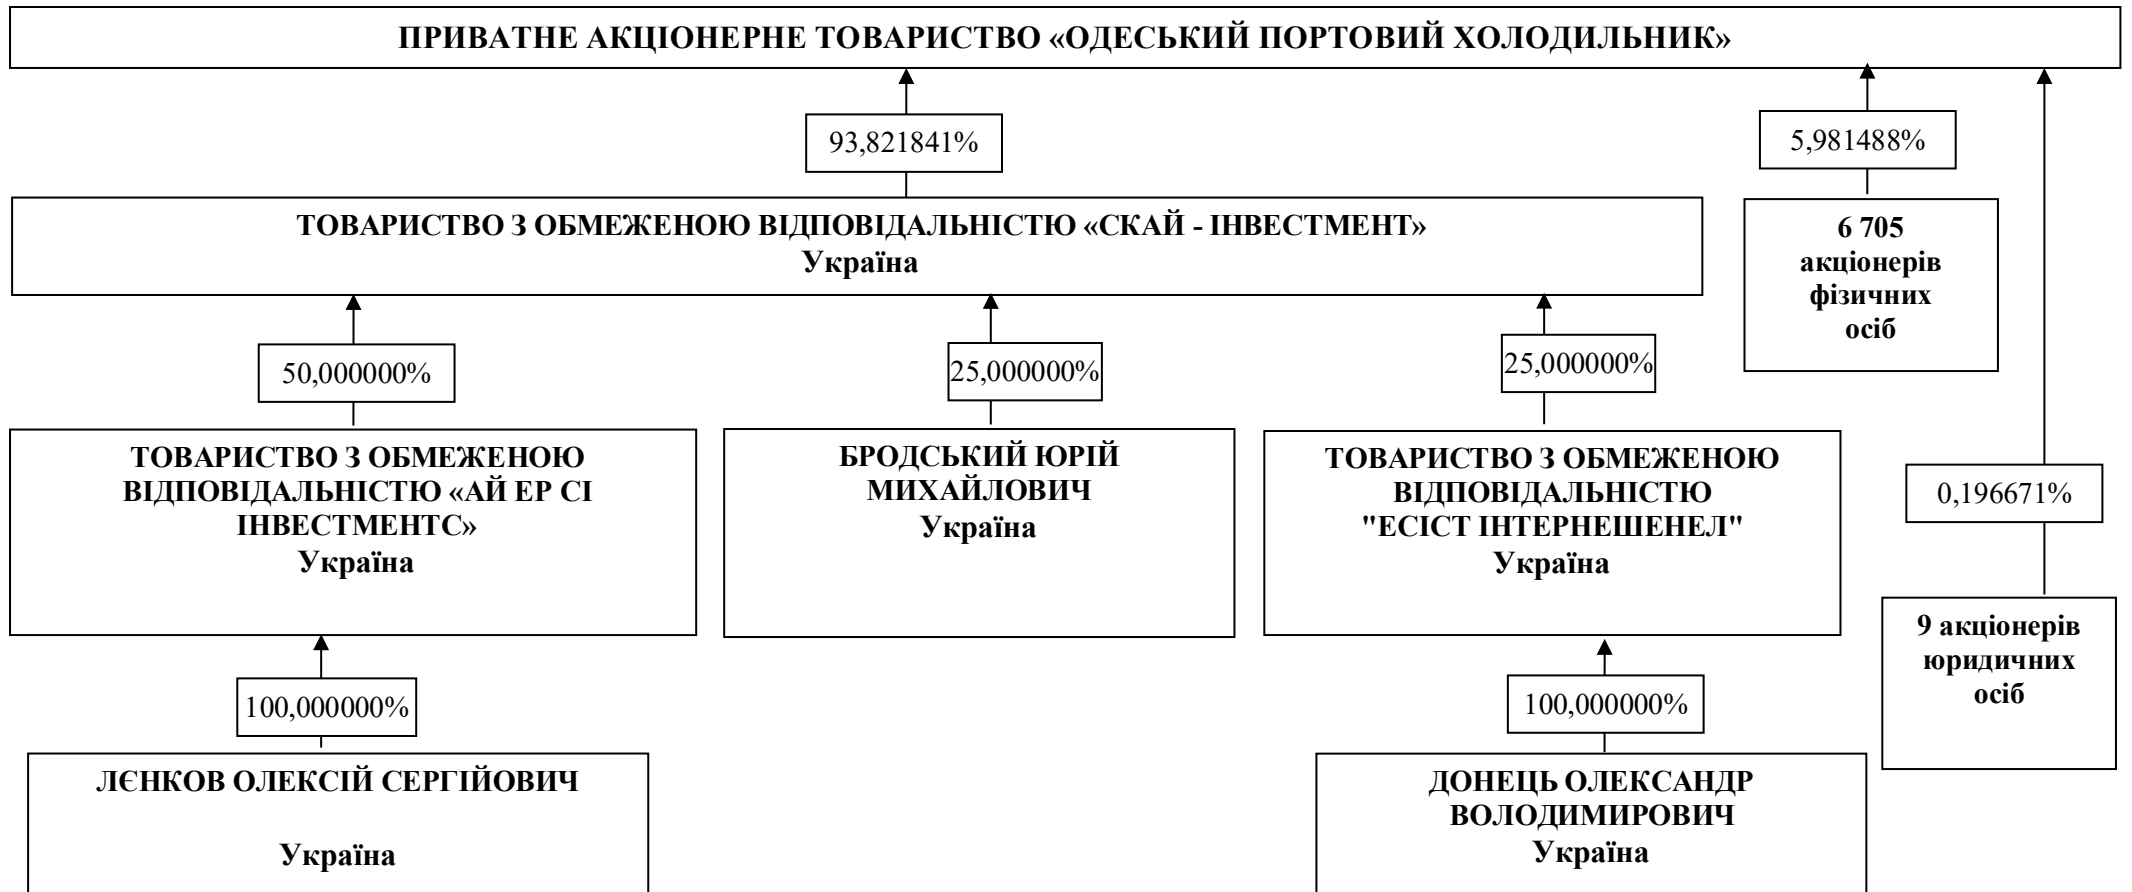 ПРИВАТНЕ АКЦІОНЕРНЕ ТОВАРИСТВО «ОДЕСЬКИЙ ПОРТОВИЙ ХОЛОДИЛЬНИК»
93,821841%
5,981488%
ТОВАРИСТВО З ОБМЕЖЕНОЮ ВІДПОВІДАЛЬНІСТЮ «СКАЙ - ІНВЕСТМЕНТ»
Україна
6 705
акціонерів
фізичних
осіб
50,000000%
25,000000%
25,000000%
ТОВАРИСТВО З ОБМЕЖЕНОЮ
ВІДПОВІДАЛЬНІСТЮ «АЙ ЕР СІ
ІНВЕСТМЕНТС»
Україна
БРОДСЬКИЙ ЮРІЙ
МИХАЙЛОВИЧ
Україна
ТОВАРИСТВО З ОБМЕЖЕНОЮ
ВІДПОВІДАЛЬНІСТЮ
"ЕСІСТ ІНТЕРНЕШЕНЕЛ"
Україна
0,196671%
9 акціонерів
юридичних
осіб
100,000000%
100,000000%
ЛЄНКОВ ОЛЕКСІЙ СЕРГІЙОВИЧ
Україна
ДОНЕЦЬ ОЛЕКСАНДР
ВОЛОДИМИРОВИЧ
Україна